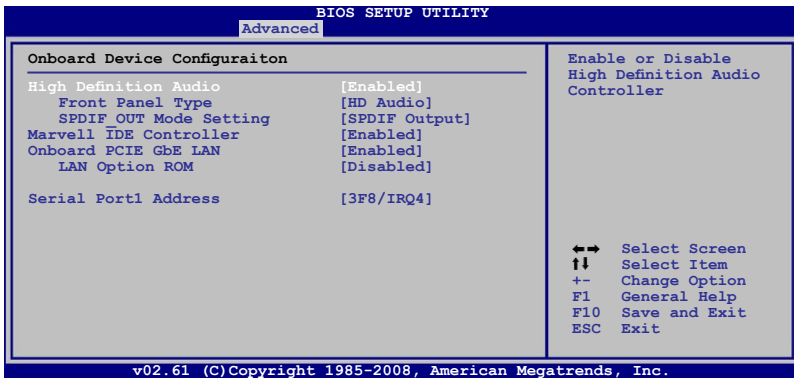 BIOS SETUP UTILITY
Advanced
Onboard Device Configuraiton
High Definition Audio [Enabled]
Front Panel Type [HD Audio]
SPDIF_OUT Mode Setting [SPDIF Output]
Marvell IDE Controller [Enabled]
Onboard PCIE GbE LAN [Enabled]
LAN Option ROM [Disabled]
Serial Port1 Address [3F8/IRQ4]
Enable or Disable
High Definition Audio
Controller
←→ Select Screen
↑↓ Select Item
+- Change Option
F1 General Help
F10 Save and Exit
ESC Exit
v02.61 (C)Copyright 1985-2008, American Megatrends, Inc.